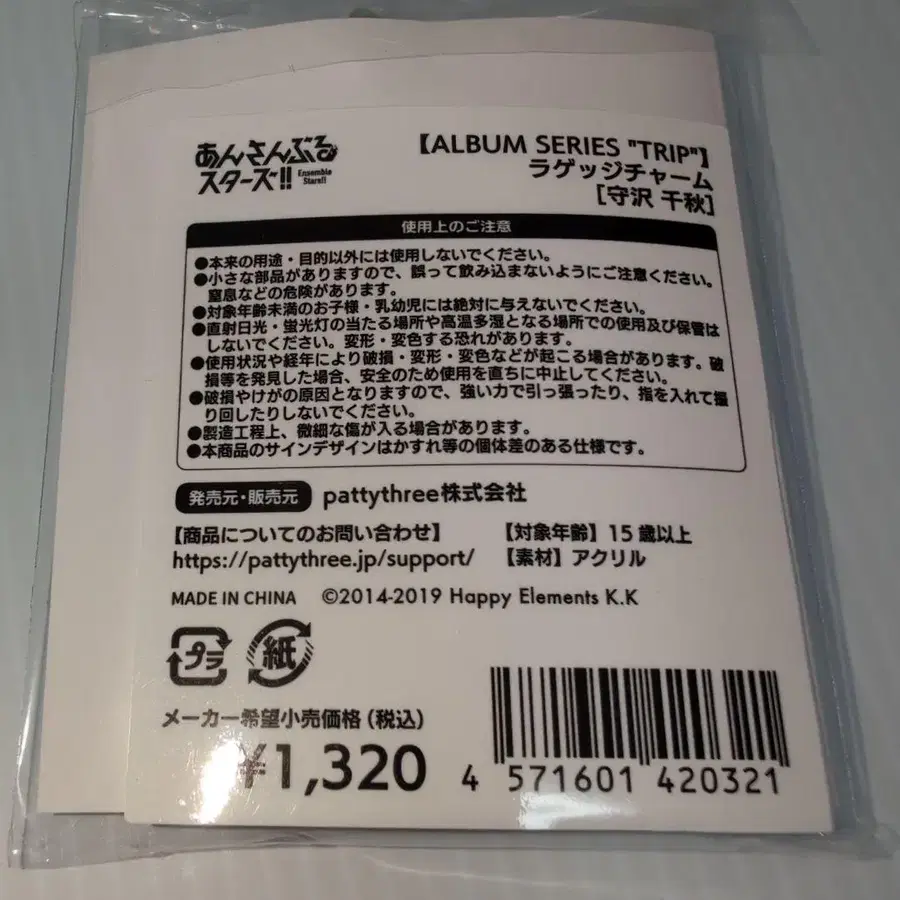 あんさんぶる
スターズ!!
Ensemble
Stars!!
【ALBUM SERIES "TRIP"】
ラゲッジチャーム
[守沢 千秋]
使用上のご注意
●本来の用途・目的以外には使用しないでください。
●小さな部品がありますので、誤って飲み込まないようにご注意ください。
窒息などの危険があります。
●対象年齢未満のお子様・乳幼児には絶対に与えないでください。
●直射日光・蛍光灯の当たる場所や高温多湿となる場所での使用及び保管は
しないでください。変形・変色する恐れがあります。
●使用状況や経年により破損・変形・変色などが起こる場合があります。破
損等を発見した場合、安全のため使用を直ちに中止してください。
●破損やけがの原因となりますので、強い力で引っ張ったり、指を入れて振
り回したりしないでください。
●製造工程上、微細な傷が入る場合があります。
●本商品のサインデザインはかすれ等の個体差のある仕様です。
発売元・販売元 pattythree株式会社
【商品についてのお問い合わせ】 【対象年齢】15歳以上
https://pattythree.jp/support/ 【素材】アクリル
MADE IN CHINA ©2014-2019 Happy Elements K.K
プラ 紙
メーカー希望小売価格(税込)
¥1,320
4 571601 420321